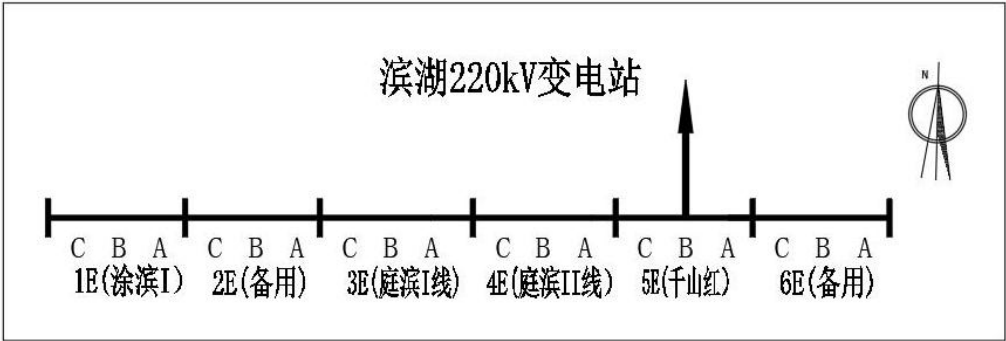 滨湖220kV变电站
N
C B A C B A C B A C B A C B A C B A
1E(涂滨I) 2E(备用) 3E(庭滨I线) 4E(庭滨II线) 5E(千山红) 6E(备用)